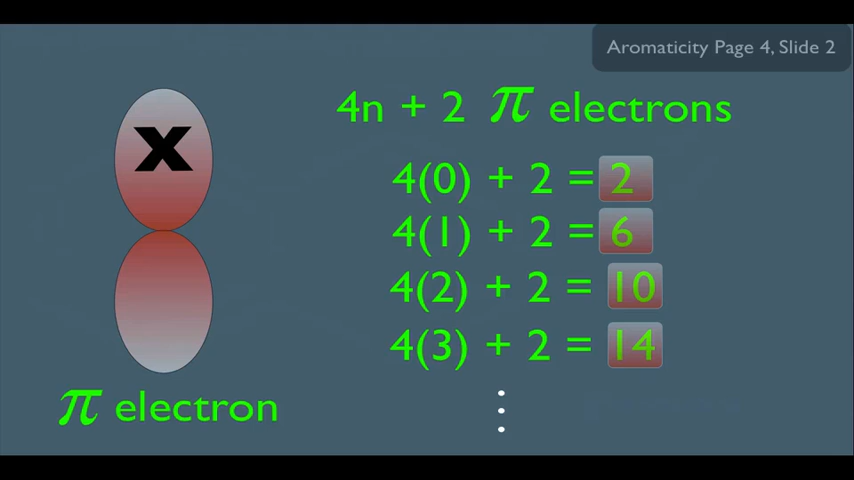 Aromaticity Page 4, Slide 2
4n + 2 π electrons
x
4(0) + 2 = 2
4(1) + 2 = 6
4(2) + 2 = 10
4(3) + 2 = 14
π electron